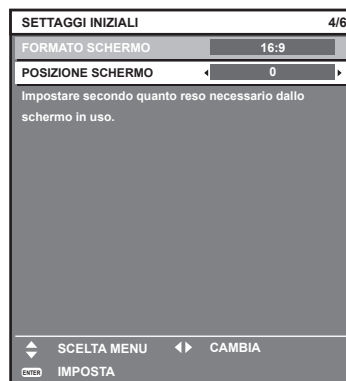 SETTAGGI INIZIALI 4/6
FORMATO SCHERMO 16:9
POSIZIONE SCHERMO 0
Impostare secondo quanto reso necessario dallo
schermo in uso.
SCELTA MENU CAMBIA
ENTER IMPOSTA